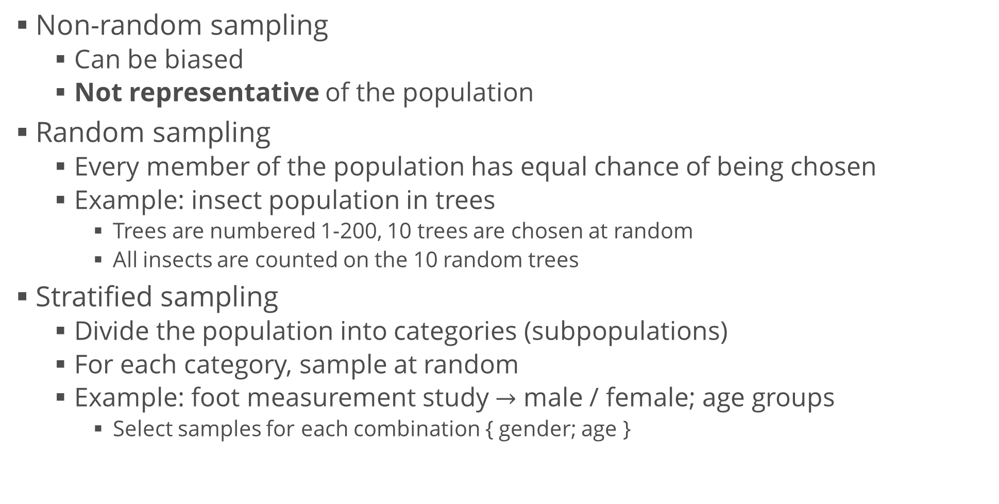 ▪ Non-random sampling
▪ Can be biased
▪ Not representative of the population
▪ Random sampling
▪ Every member of the population has equal chance of being chosen
▪ Example: insect population in trees
▪ Trees are numbered 1-200, 10 trees are chosen at random
▪ All insects are counted on the 10 random trees
▪ Stratified sampling
▪ Divide the population into categories (subpopulations)
▪ For each category, sample at random
▪ Example: foot measurement study → male / female; age groups
▪ Select samples for each combination { gender; age }